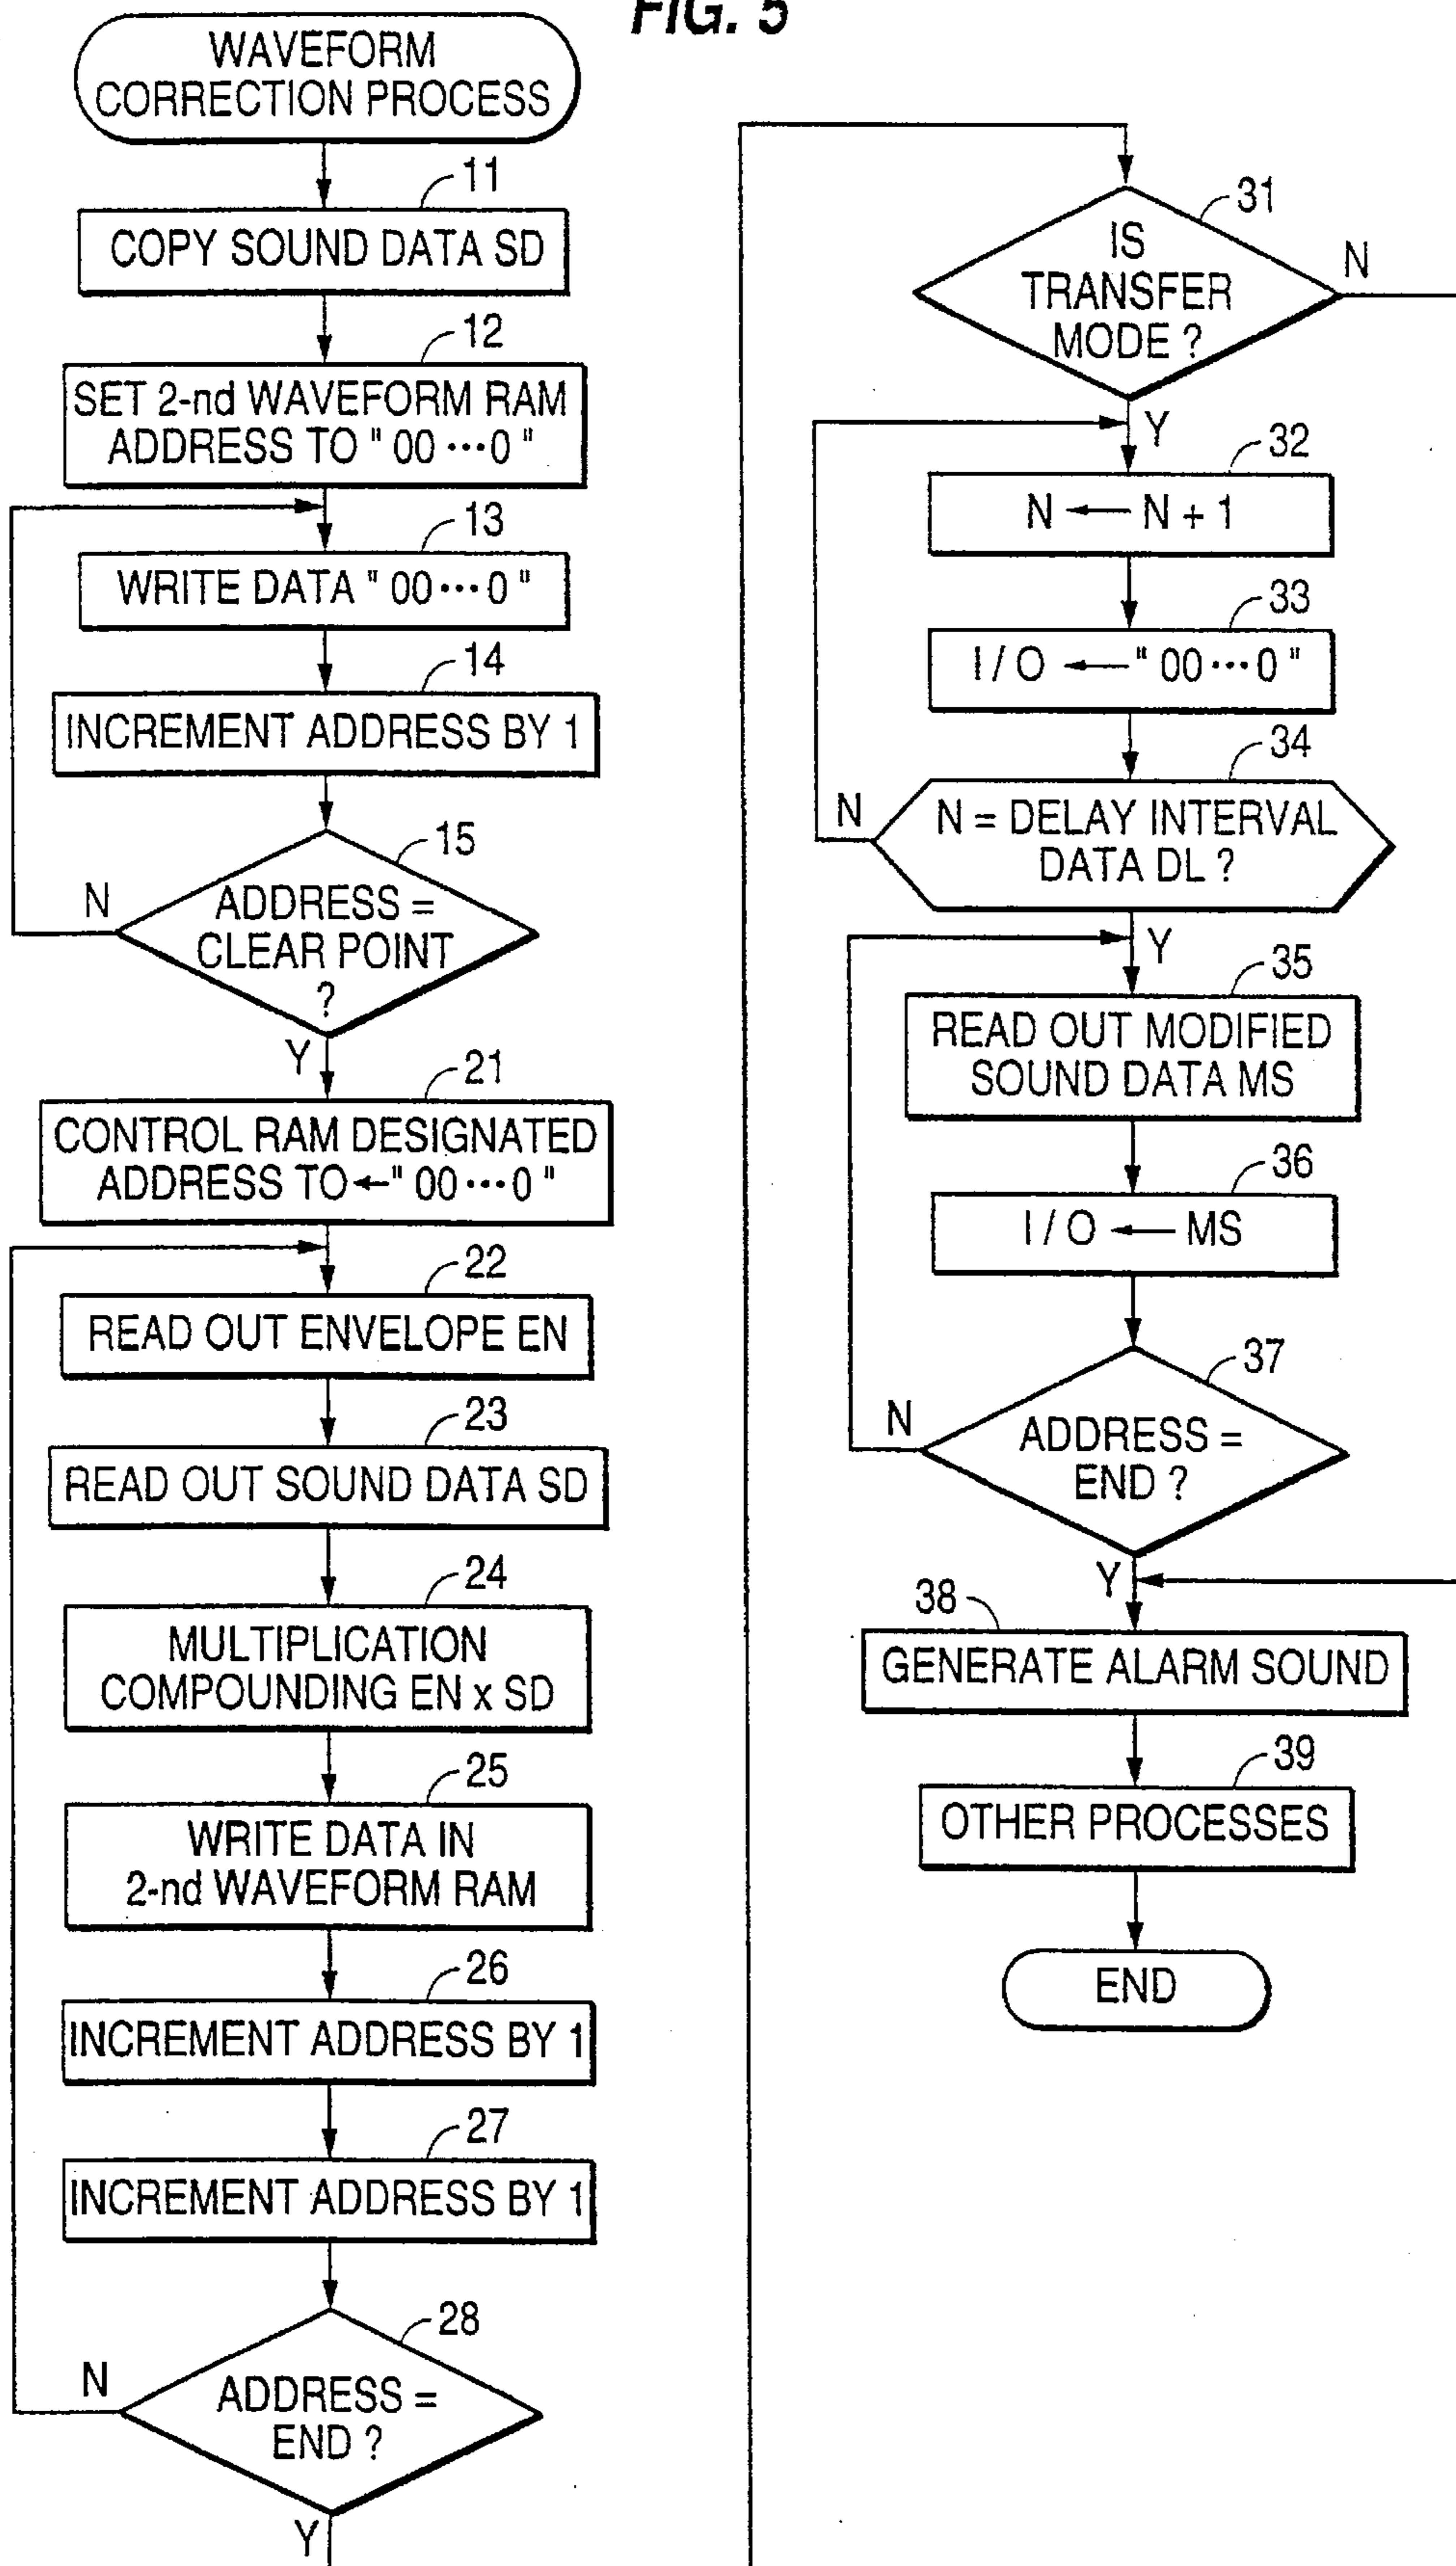 FIG. 5
WAVEFORM
CORRECTION PROCESS
11
COPY SOUND DATA SD
12
SET 2-nd WAVEFORM RAM
ADDRESS TO " 00 ··· 0 "
13
WRITE DATA " 00 ··· 0 "
14
INCREMENT ADDRESS BY 1
15
ADDRESS =
CLEAR POINT
?
N
Y
21
CONTROL RAM DESIGNATED
ADDRESS TO ← " 00 ··· 0 "
22
READ OUT ENVELOPE EN
23
READ OUT SOUND DATA SD
24
MULTIPLICATION
COMPOUNDING EN x SD
25
WRITE DATA IN
2-nd WAVEFORM RAM
26
INCREMENT ADDRESS BY 1
27
INCREMENT ADDRESS BY 1
28
ADDRESS =
END ?
N
Y
31
IS
TRANSFER
MODE ?
N
Y
32
N ← N + 1
33
I / O ← " 00 ··· 0 "
34
N = DELAY INTERVAL
DATA DL ?
N
Y
35
READ OUT MODIFIED
SOUND DATA MS
36
I / O ← MS
37
ADDRESS =
END ?
N
Y
38
GENERATE ALARM SOUND
39
OTHER PROCESSES
END